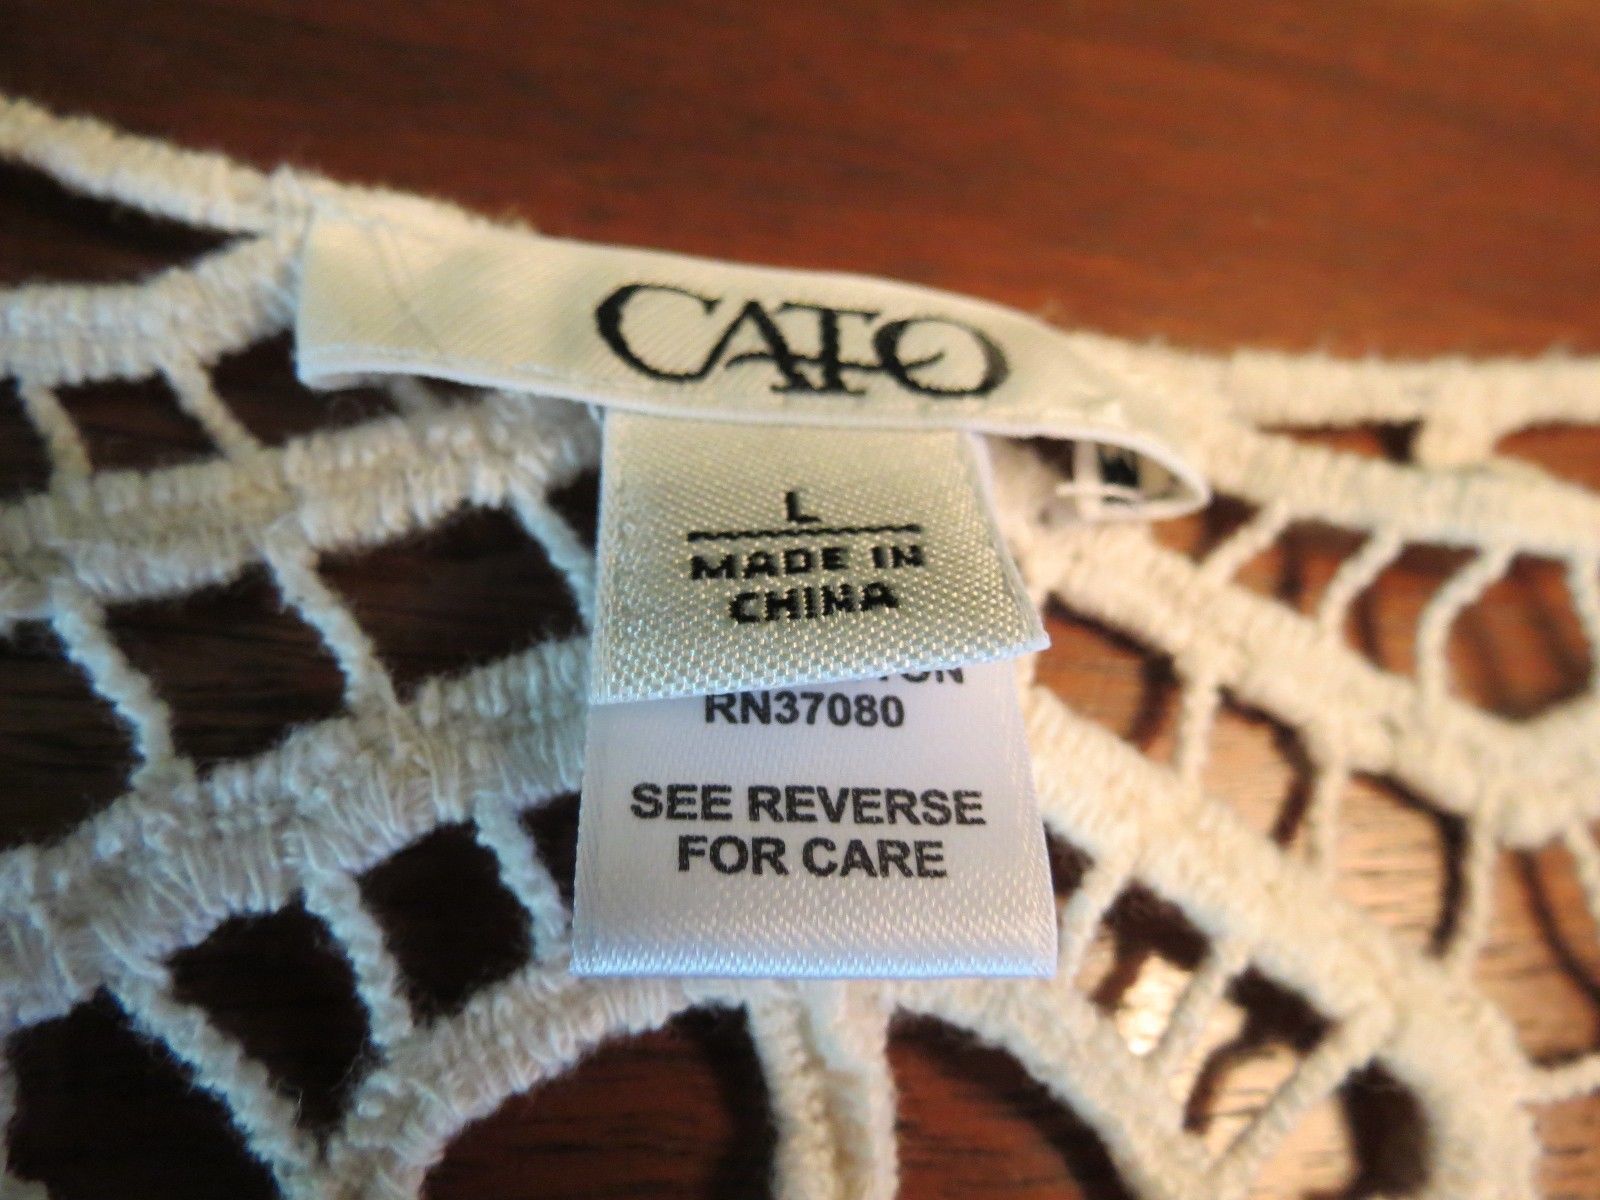 CATO
L
MADE IN
CHINA
RN37080
SEE REVERSE
FOR CARE